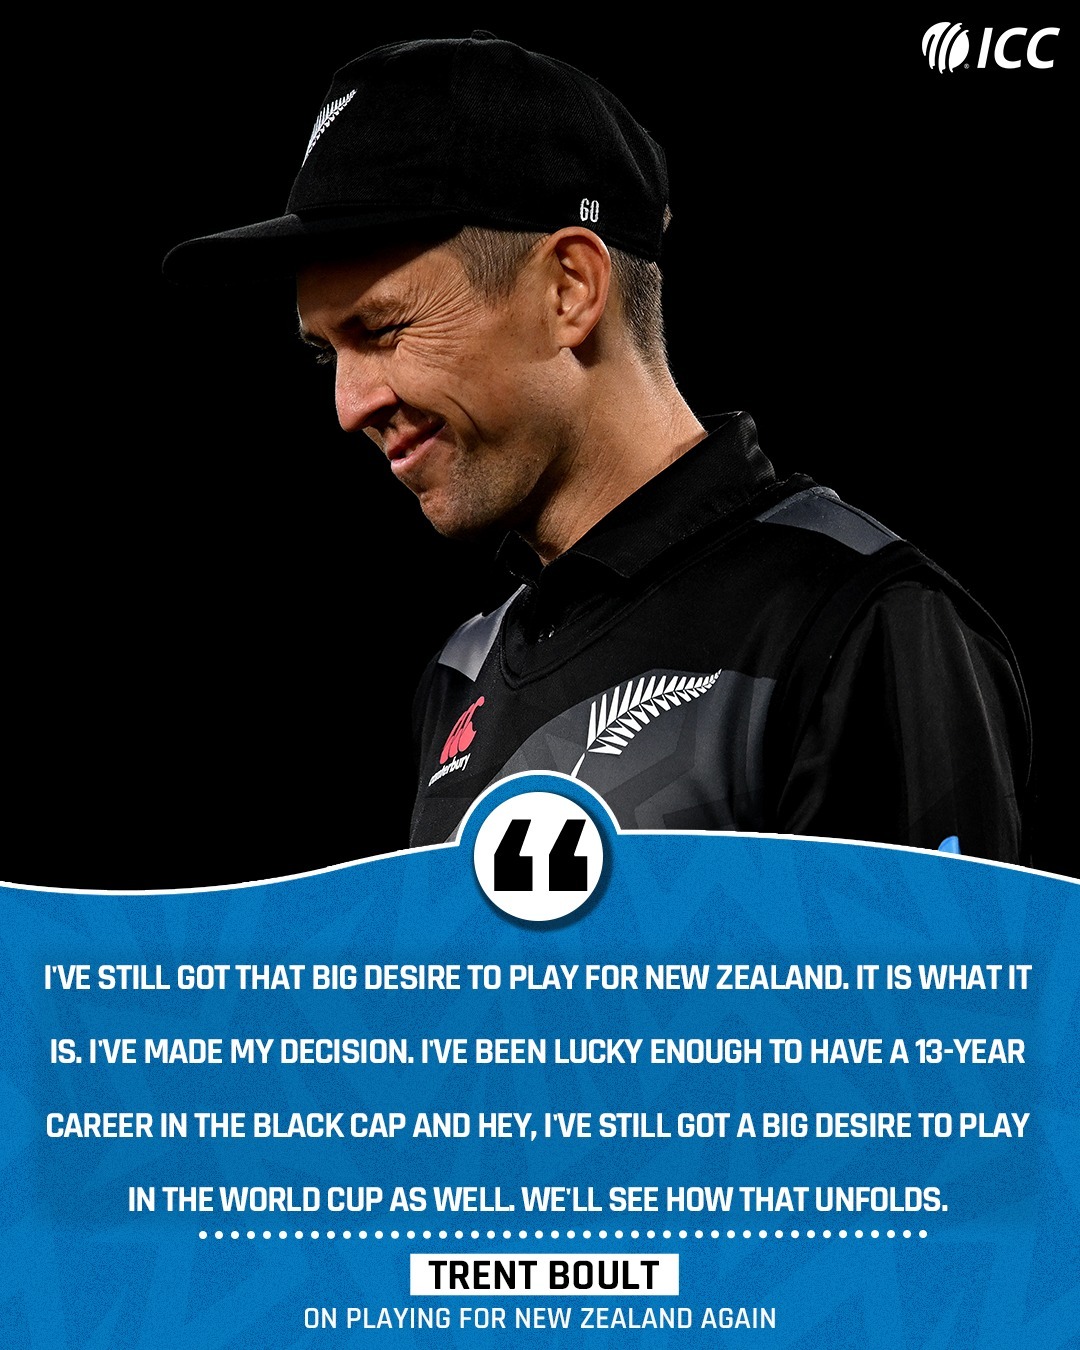 ICC
60
canterbury
I'VE STILL GOT THAT BIG DESIRE TO PLAY FOR NEW ZEALAND. IT IS WHAT IT
IS. I'VE MADE MY DECISION. I'VE BEEN LUCKY ENOUGH TO HAVE A 13-YEAR
CAREER IN THE BLACK CAP AND HEY, I'VE STILL GOT A BIG DESIRE TO PLAY
IN THE WORLD CUP AS WELL. WE'LL SEE HOW THAT UNFOLDS.
TRENT BOULT
ON PLAYING FOR NEW ZEALAND AGAIN